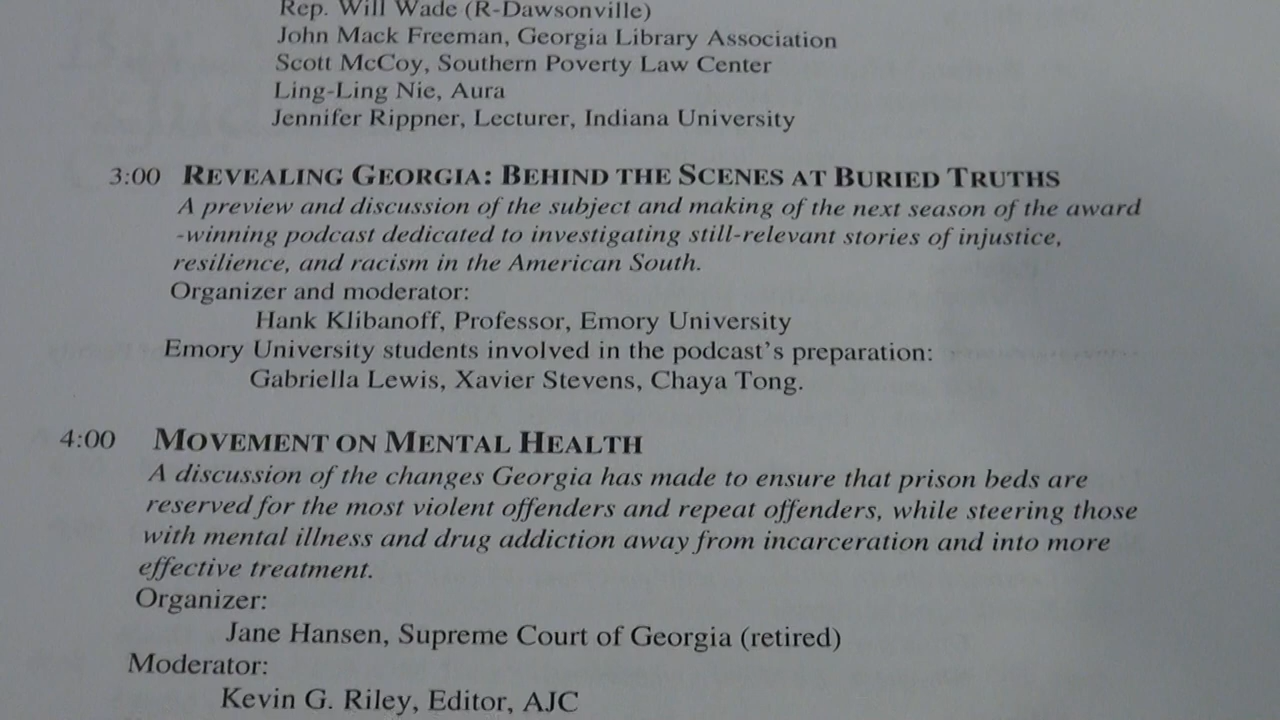 Rep. Will Wade (R-Dawsonville)
John Mack Freeman, Georgia Library Association
Scott McCoy, Southern Poverty Law Center
Ling-Ling Nie, Aura
Jennifer Rippner, Lecturer, Indiana University
3:00 REVEALING GEORGIA: BEHIND THE SCENES AT BURIED TRUTHS
A preview and discussion of the subject and making of the next season of the award
-winning podcast dedicated to investigating still-relevant stories of injustice,
resilience, and racism in the American South.
Organizer and moderator:
Hank Klibanoff, Professor, Emory University
Emory University students involved in the podcast's preparation:
Gabriella Lewis, Xavier Stevens, Chaya Tong.
4:00 MOVEMENT ON MENTAL HEALTH
A discussion of the changes Georgia has made to ensure that prison beds are
reserved for the most violent offenders and repeat offenders, while steering those
with mental illness and drug addiction away from incarceration and into more
effective treatment.
Organizer:
Jane Hansen, Supreme Court of Georgia (retired)
Moderator:
Kevin G. Riley, Editor, AJC